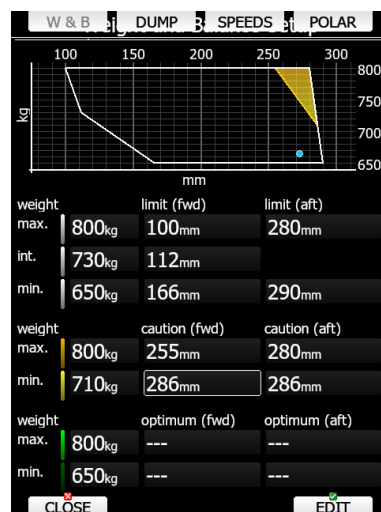 W & B DUMP SPEEDS POLAR
Weight and Balance Setup
100 150 200 250 300
800
750
kg
700
650
mm
weight limit (fwd) limit (aft)
max. 800kg 100mm 280mm
int. 730kg 112mm
min. 650kg 166mm 290mm
weight caution (fwd) caution (aft)
max. 800kg 255mm 280mm
min. 710kg 286mm 286mm
weight optimum (fwd) optimum (aft)
max. 800kg --- ---
min. 650kg --- ---
CLOSE EDIT